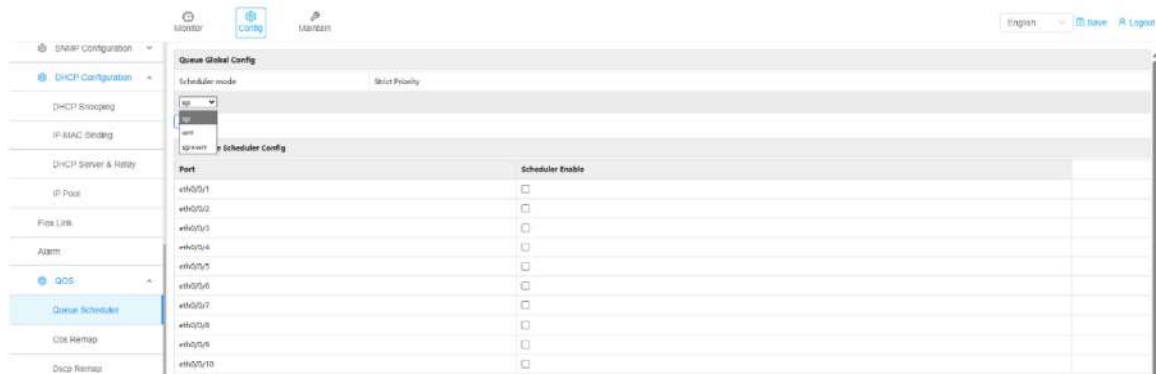 Monitor
Config
Maintain
English
Save
Logout
SNMP Configuration
DHCP Configuration
DHCP Snooping
IP-MAC Binding
DHCP Server & Relay
IP Pool
Flex Link
Alarm
QOS
Queue Scheduler
Cos Remap
Dscp Remap
Queue Global Config
Scheduler mode
Strict Priority
sp
sp
wrr
sp+wrr
e Scheduler Config
Port
Scheduler Enable
eth0/0/1
eth0/0/2
eth0/0/3
eth0/0/4
eth0/0/5
eth0/0/6
eth0/0/7
eth0/0/8
eth0/0/9
eth0/0/10